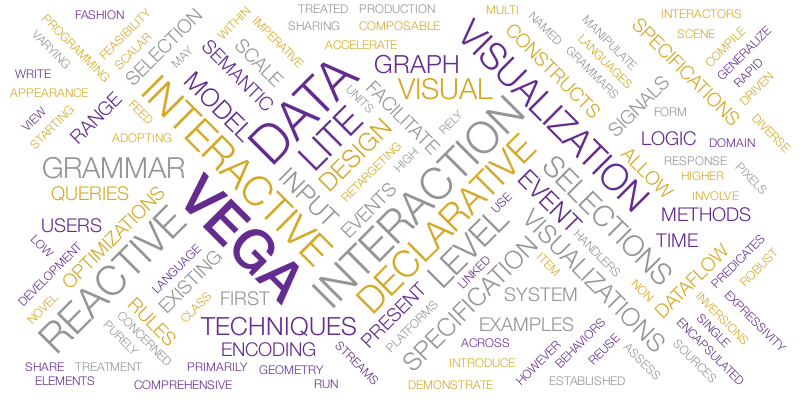 FASHION
TREATED
PRODUCTION
SHARING
COMPOSABLE
MULTI
INTERACTORS
SCENE
ACCELERATE
PROGRAMMING
FEASIBILITY
VARYING
SCALAR
SELECTION
MAY
WITHIN
IMPERATIVE
SCALE
SEMANTIC
WRITE
APPEARANCE
VIEW
STARTING
RANGE
FEED
ADOPTING
MODEL
DATA
LITE
UNITS
GRAPH
VISUAL
FACILITATE
DESIGN
RETARGETING
HIGH
RELY
NAMED
MANIPULATE
LANGUAGES
GRAMMARS
CONSTRUCTS
VISUALIZATION
SPECIFICATIONS
COMPILE
GENERALIZE
RAPID
DRIVEN
DIVERSE
SIGNALS
FORM
LOGIC
DOMAIN
RESPONSE
HIGHER
PIXELS
ALLOW
INVOLVE
METHODS
TIME
INTERACTIVE
GRAMMAR
QUERIES
USERS
LOW
DEVELOPMENT
NOVEL
OPTIMIZATIONS
REACTIVE
VEGA
INPUT
EVENTS
INTERACTION
DECLARATIVE
LEVEL
USE
EVENT
SELECTIONS
VISUALIZATIONS
HANDLERS
LANGUAGE
EXISTING
CLASS
FIRST
RULES
CONCERNED
PURELY
TECHNIQUES
ENCODING
PRESENT
PLATFORMS
SPECIFICATION
LINKED
ITEM
SYSTEM
EXAMPLES
ACROSS
INTRODUCE
DEMONSTRATE
HOWEVER
BEHAVIORS
REUSE
ESTABLISHED
ASSESS
NON
DATAFLOW
PREDICATES
ROBUST
INVERSIONS
EXPRESSIVITY
SINGLE
ENCAPSULATED
SOURCES
SHARE
TREATMENT
ELEMENTS
PRIMARILY
COMPREHENSIVE
GEOMETRY
RUN
STREAMS